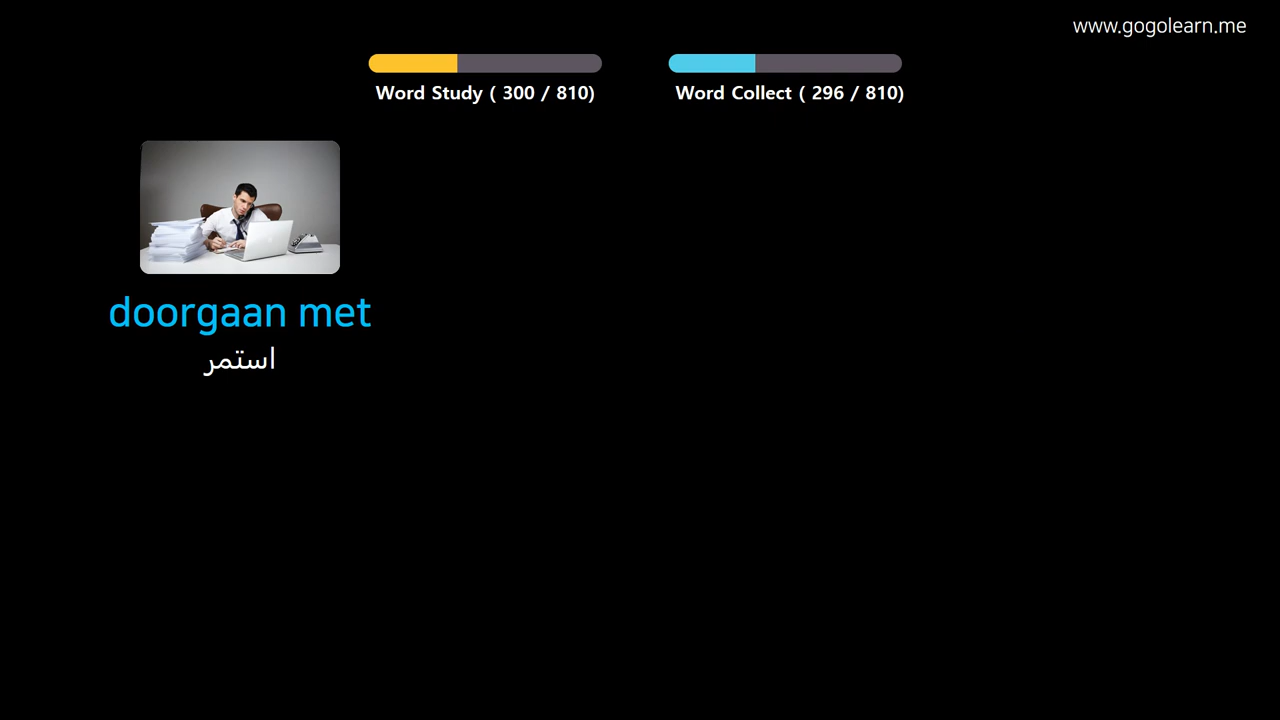 www.gogolearn.me
Word Study ( 300 / 810)
Word Collect ( 296 / 810)
doorgaan met
استمر